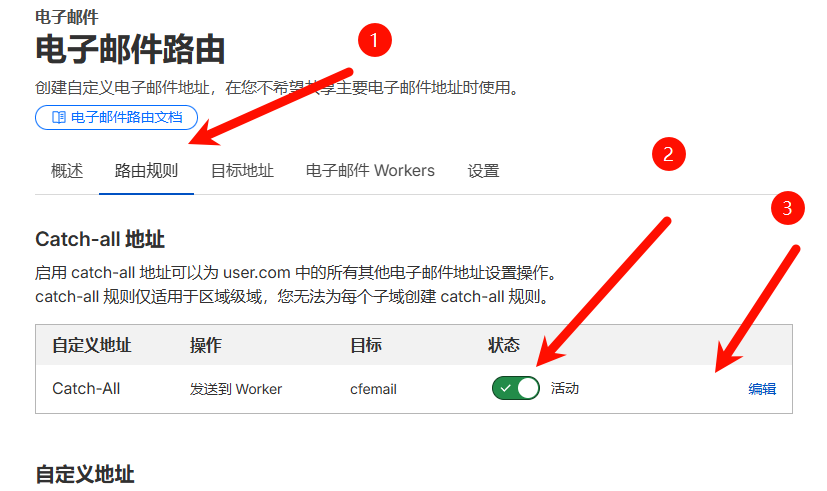 电子邮件
电子邮件路由
1
创建自定义电子邮件地址，在您不希望共享主要电子邮件地址时使用。
电子邮件路由文档
2
概述 路由规则 目标地址 电子邮件 Workers 设置
3
Catch-all 地址
启用 catch-all 地址可以为 user.com 中的所有其他电子邮件地址设置操作。
catch-all 规则仅适用于区域级域，您无法为每个子域创建 catch-all 规则。
自定义地址 操作 目标 状态
Catch-All 发送到 Worker cfemail 活动 编辑
自定义地址